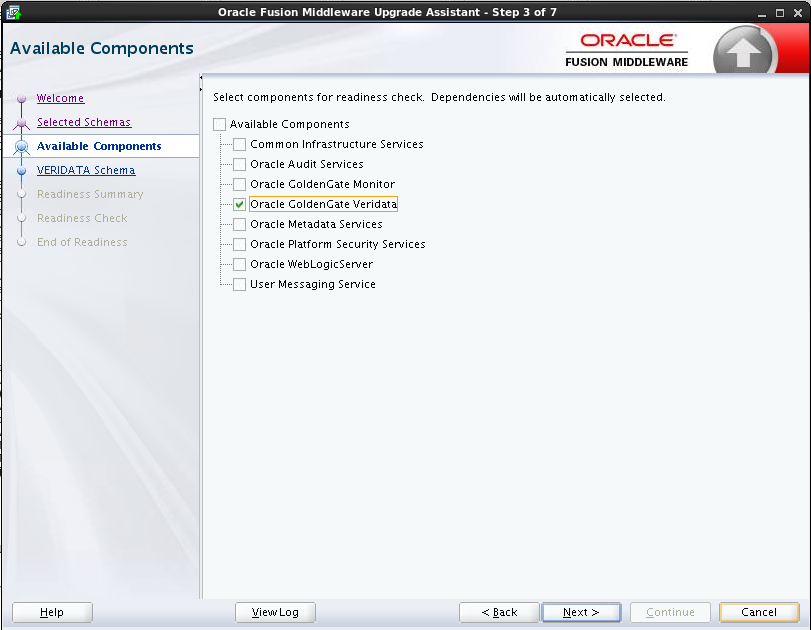 Oracle Fusion Middleware Upgrade Assistant - Step 3 of 7
Available Components
ORACLE®
FUSION MIDDLEWARE
Welcome
Selected Schemas
Available Components
VERIDATA Schema
Readiness Summary
Readiness Check
End of Readiness
Select components for readiness check. Dependencies will be automatically selected.
Available Components
Common Infrastructure Services
Oracle Audit Services
Oracle GoldenGate Monitor
Oracle GoldenGate Veridata
Oracle Metadata Services
Oracle Platform Security Services
Oracle WebLogicServer
User Messaging Service
Help
View Log
< Back
Next >
Continue
Cancel